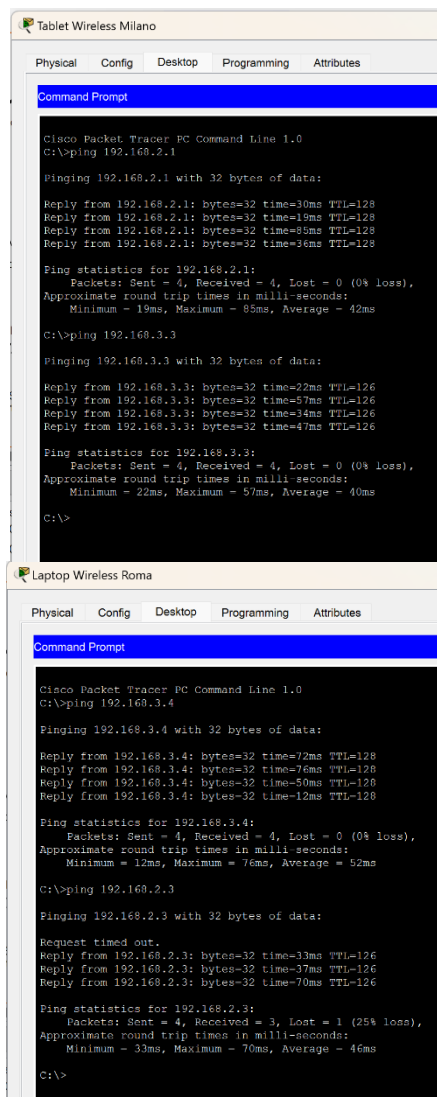 Tablet Wireless Milano
Physical Config Desktop Programming Attributes
Command Prompt
Cisco Packet Tracer PC Command Line 1.0
C:\>ping 192.168.2.1
Pinging 192.168.2.1 with 32 bytes of data:
Reply from 192.168.2.1: bytes=32 time=30ms TTL=128
Reply from 192.168.2.1: bytes=32 time=19ms TTL=128
Reply from 192.168.2.1: bytes=32 time=85ms TTL=128
Reply from 192.168.2.1: bytes=32 time=36ms TTL=128
Ping statistics for 192.168.2.1:
Packets: Sent = 4, Received = 4, Lost = 0 (0% loss),
Approximate round trip times in milli-seconds:
Minimum = 19ms, Maximum = 85ms, Average = 42ms
C:\>ping 192.168.3.3
Pinging 192.168.3.3 with 32 bytes of data:
Reply from 192.168.3.3: bytes=32 time=22ms TTL=126
Reply from 192.168.3.3: bytes=32 time=57ms TTL=126
Reply from 192.168.3.3: bytes=32 time=34ms TTL=126
Reply from 192.168.3.3: bytes=32 time=47ms TTL=126
Ping statistics for 192.168.3.3:
Packets: Sent = 4, Received = 4, Lost = 0 (0% loss),
Approximate round trip times in milli-seconds:
Minimum = 22ms, Maximum = 57ms, Average = 40ms
C:\>
Laptop Wireless Roma
Physical Config Desktop Programming Attributes
Command Prompt
Cisco Packet Tracer PC Command Line 1.0
C:\>ping 192.168.3.4
Pinging 192.168.3.4 with 32 bytes of data:
Reply from 192.168.3.4: bytes=32 time=72ms TTL=128
Reply from 192.168.3.4: bytes=32 time=76ms TTL=128
Reply from 192.168.3.4: bytes=32 time=50ms TTL=128
Reply from 192.168.3.4: bytes=32 time=12ms TTL=128
Ping statistics for 192.168.3.4:
Packets: Sent = 4, Received = 4, Lost = 0 (0% loss),
Approximate round trip times in milli-seconds:
Minimum = 12ms, Maximum = 76ms, Average = 52ms
C:\>ping 192.168.2.3
Pinging 192.168.2.3 with 32 bytes of data:
Request timed out.
Reply from 192.168.2.3: bytes=32 time=33ms TTL=126
Reply from 192.168.2.3: bytes=32 time=37ms TTL=126
Reply from 192.168.2.3: bytes=32 time=70ms TTL=126
Ping statistics for 192.168.2.3:
Packets: Sent = 4, Received = 3, Lost = 1 (25% loss),
Approximate round trip times in milli-seconds:
Minimum = 33ms, Maximum = 70ms, Average = 46ms
C:\>